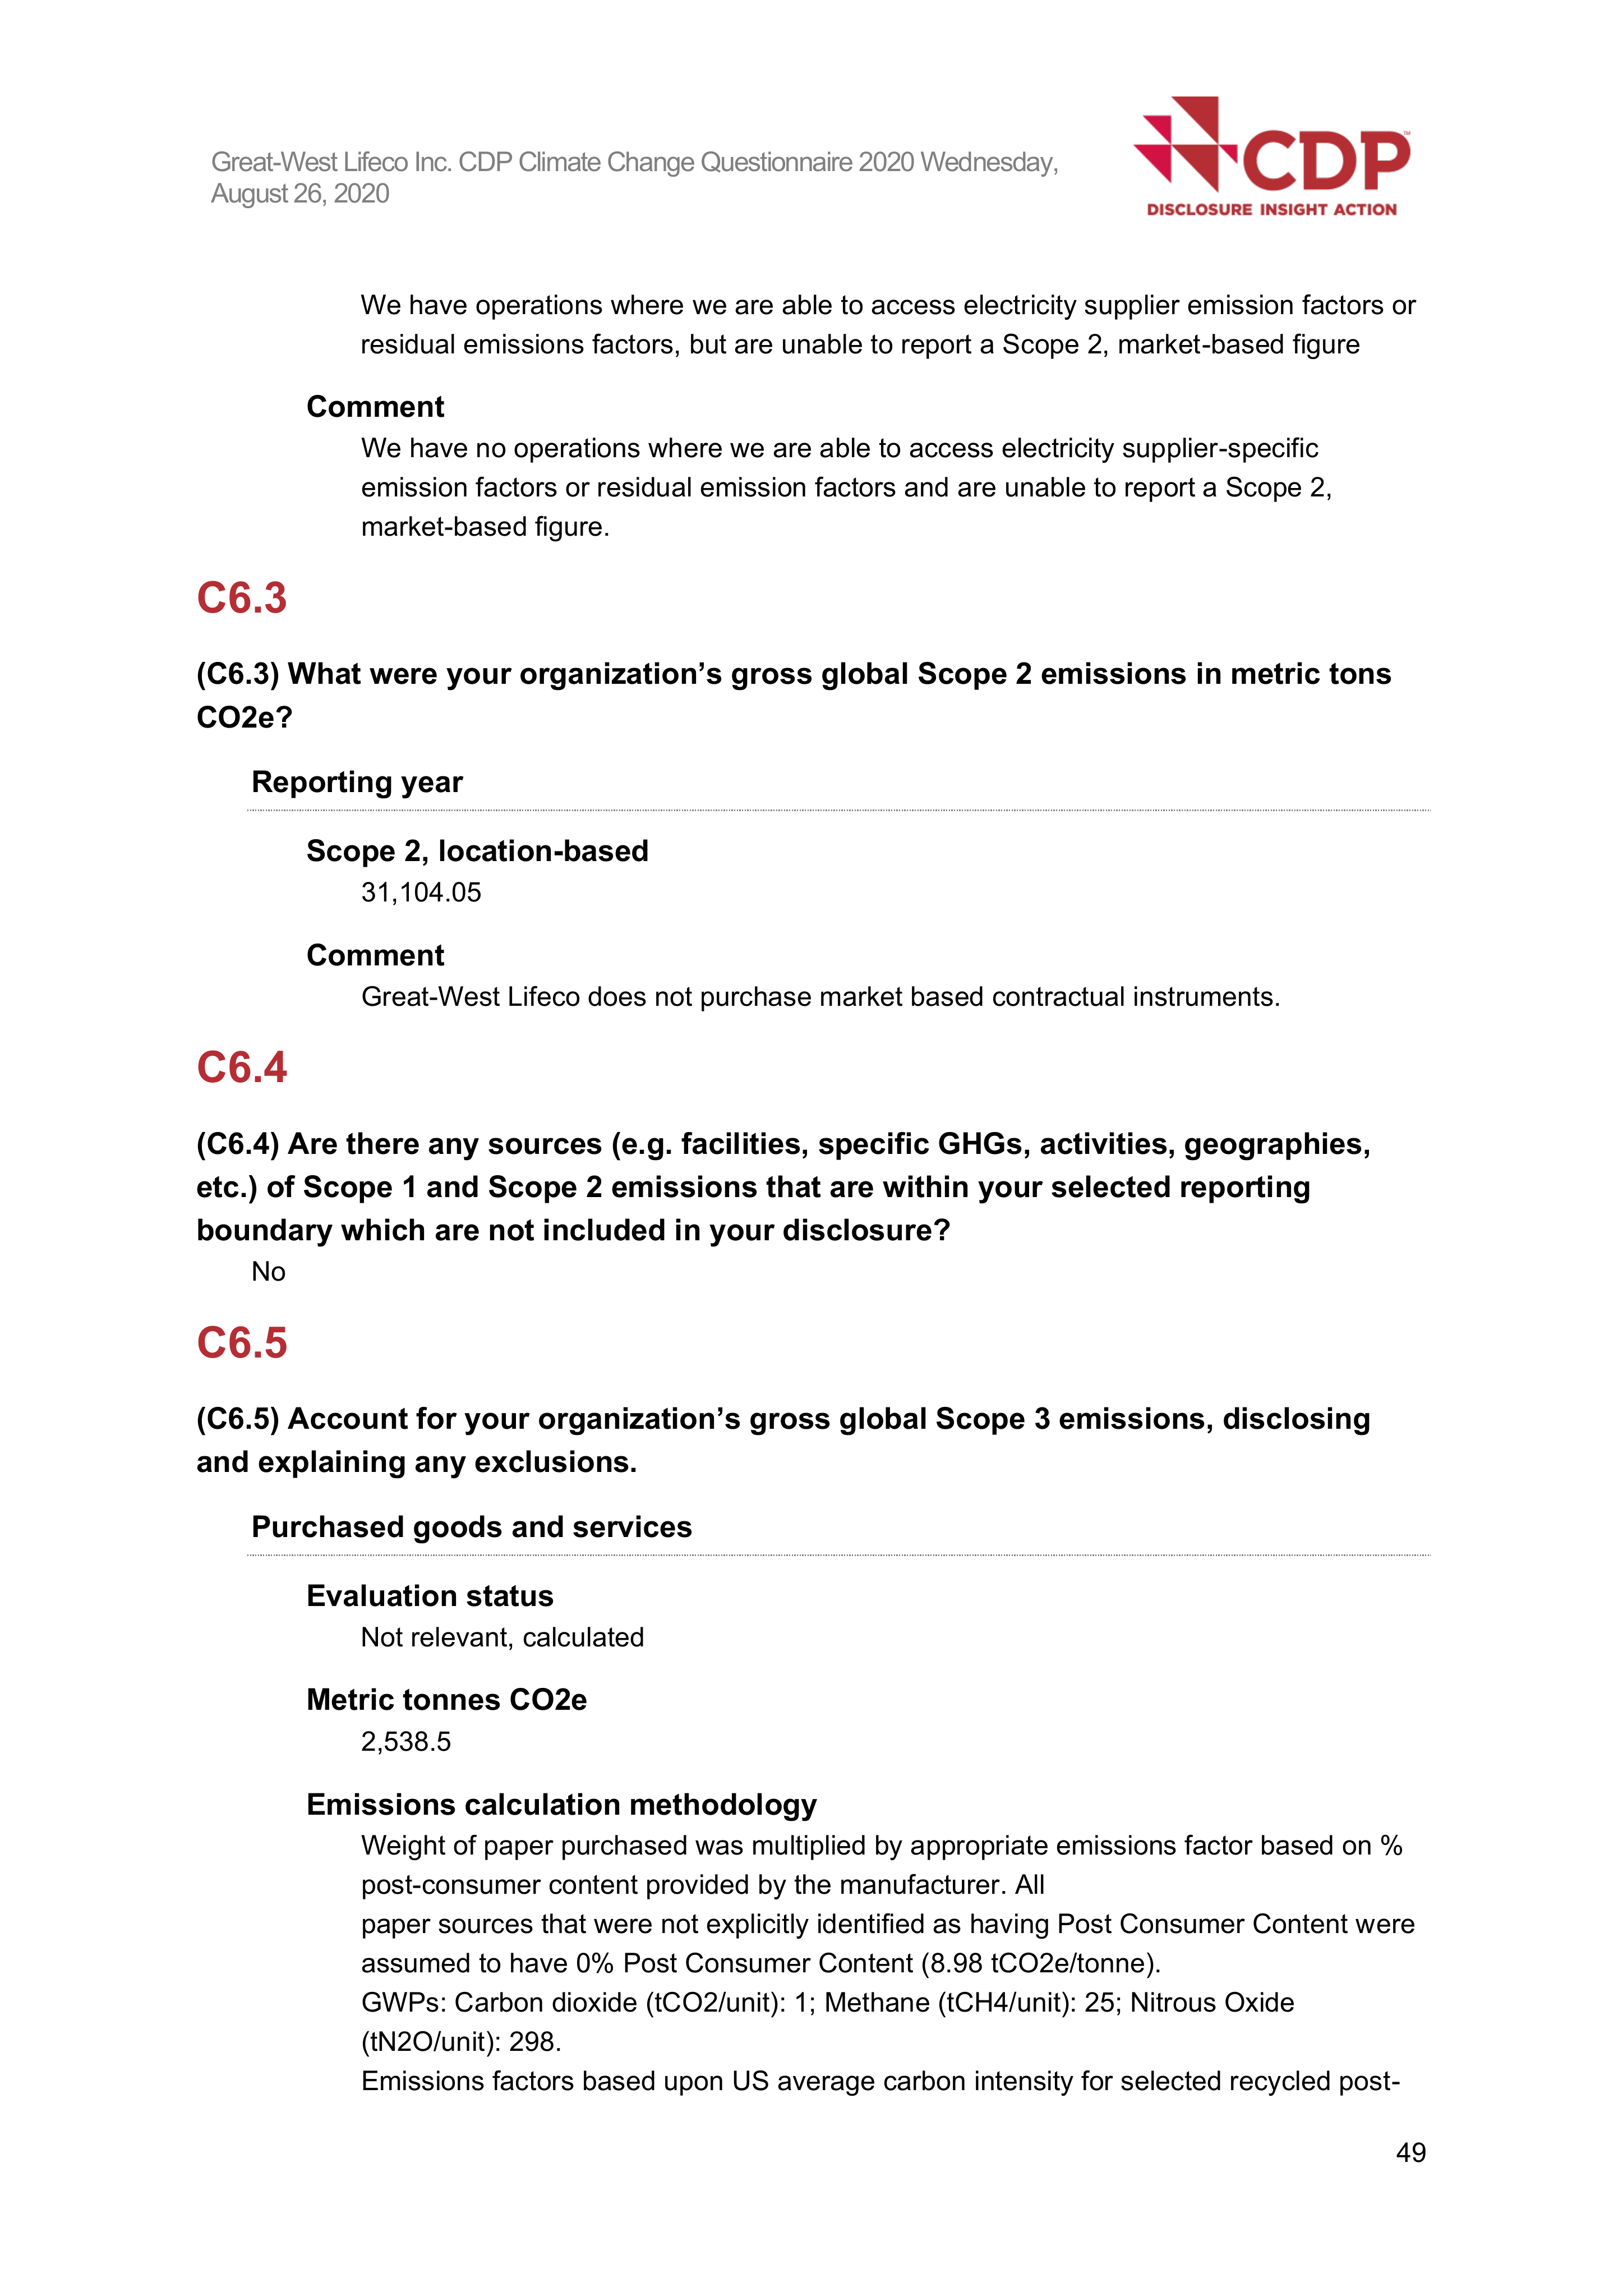 Great-West Lifeco Inc. CDP Climate Change Questionnaire 2020 Wednesday,
August 26, 2020
CDP™
DISCLOSURE INSIGHT ACTION
We have operations where we are able to access electricity supplier emission factors or
residual emissions factors, but are unable to report a Scope 2, market-based figure
Comment
We have no operations where we are able to access electricity supplier-specific
emission factors or residual emission factors and are unable to report a Scope 2,
market-based figure.
C6.3
(C6.3) What were your organization’s gross global Scope 2 emissions in metric tons
CO2e?
Reporting year
Scope 2, location-based
31,104.05
Comment
Great-West Lifeco does not purchase market based contractual instruments.
C6.4
(C6.4) Are there any sources (e.g. facilities, specific GHGs, activities, geographies,
etc.) of Scope 1 and Scope 2 emissions that are within your selected reporting
boundary which are not included in your disclosure?
No
C6.5
(C6.5) Account for your organization’s gross global Scope 3 emissions, disclosing
and explaining any exclusions.
Purchased goods and services
Evaluation status
Not relevant, calculated
Metric tonnes CO2e
2,538.5
Emissions calculation methodology
Weight of paper purchased was multiplied by appropriate emissions factor based on %
post-consumer content provided by the manufacturer. All
paper sources that were not explicitly identified as having Post Consumer Content were
assumed to have 0% Post Consumer Content (8.98 tCO2e/tonne).
GWPs: Carbon dioxide (tCO2/unit): 1; Methane (tCH4/unit): 25; Nitrous Oxide
(tN2O/unit): 298.
Emissions factors based upon US average carbon intensity for selected recycled post-
49